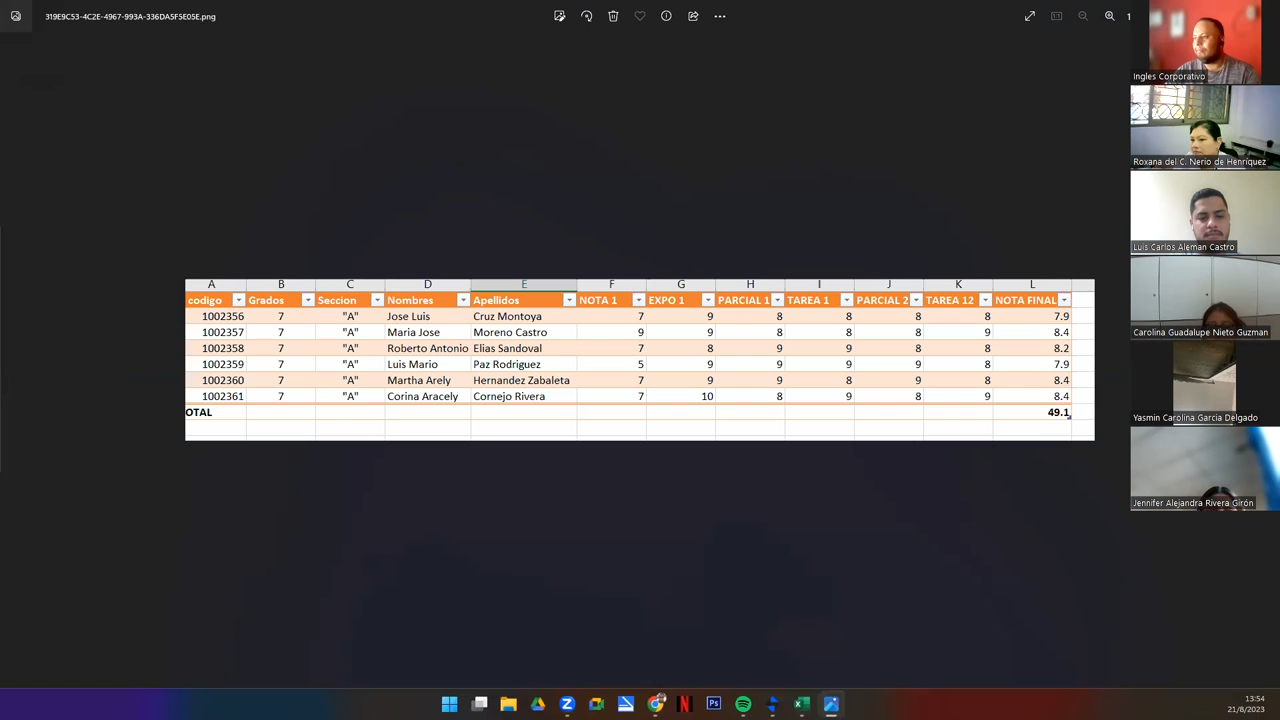 319E9C53-4C2E-4967-993A-336DA5F5E05E.png
1
A B C D E F G H I J K L
codigo Grados Seccion Nombres Apellidos NOTA 1 EXPO 1 PARCIAL 1 TAREA 1 PARCIAL 2 TAREA 12 NOTA FINAL
1002356 7 "A" Jose Luis Cruz Montoya 7 9 8 8 8 8 7.9
1002357 7 "A" Maria Jose Moreno Castro 9 9 8 8 8 9 8.4
1002358 7 "A" Roberto Antonio Elias Sandoval 7 8 9 9 8 8 8.2
1002359 7 "A" Luis Mario Paz Rodriguez 5 9 9 9 8 8 7.9
1002360 7 "A" Martha Arely Hernandez Zabaleta 7 9 9 8 9 8 8.4
1002361 7 "A" Corina Aracely Cornejo Rivera 7 10 8 9 8 9 8.4
OTAL 49.1
Ingles Corporativo
Roxana del C. Nerio de Henríquez
Luis Carlos Aleman Castro
Carolina Guadalupe Nieto Guzman
Yasmin Carolina Garcia Delgado
Jennifer Alejandra Rivera Girón
Ps
13:54
21/8/2023